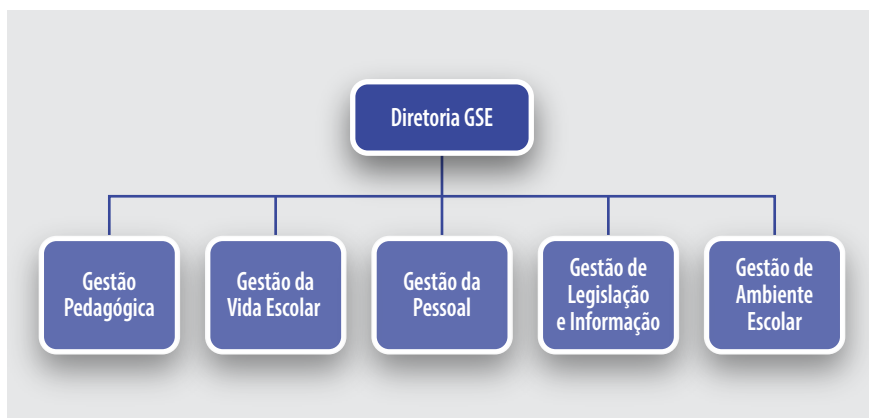 Diretoria GSE
Gestão
Pedagógica
Gestão da
Vida Escolar
Gestão da
Pessoal
Gestão de
Legislação
e Informação
Gestão de
Ambiente
Escolar